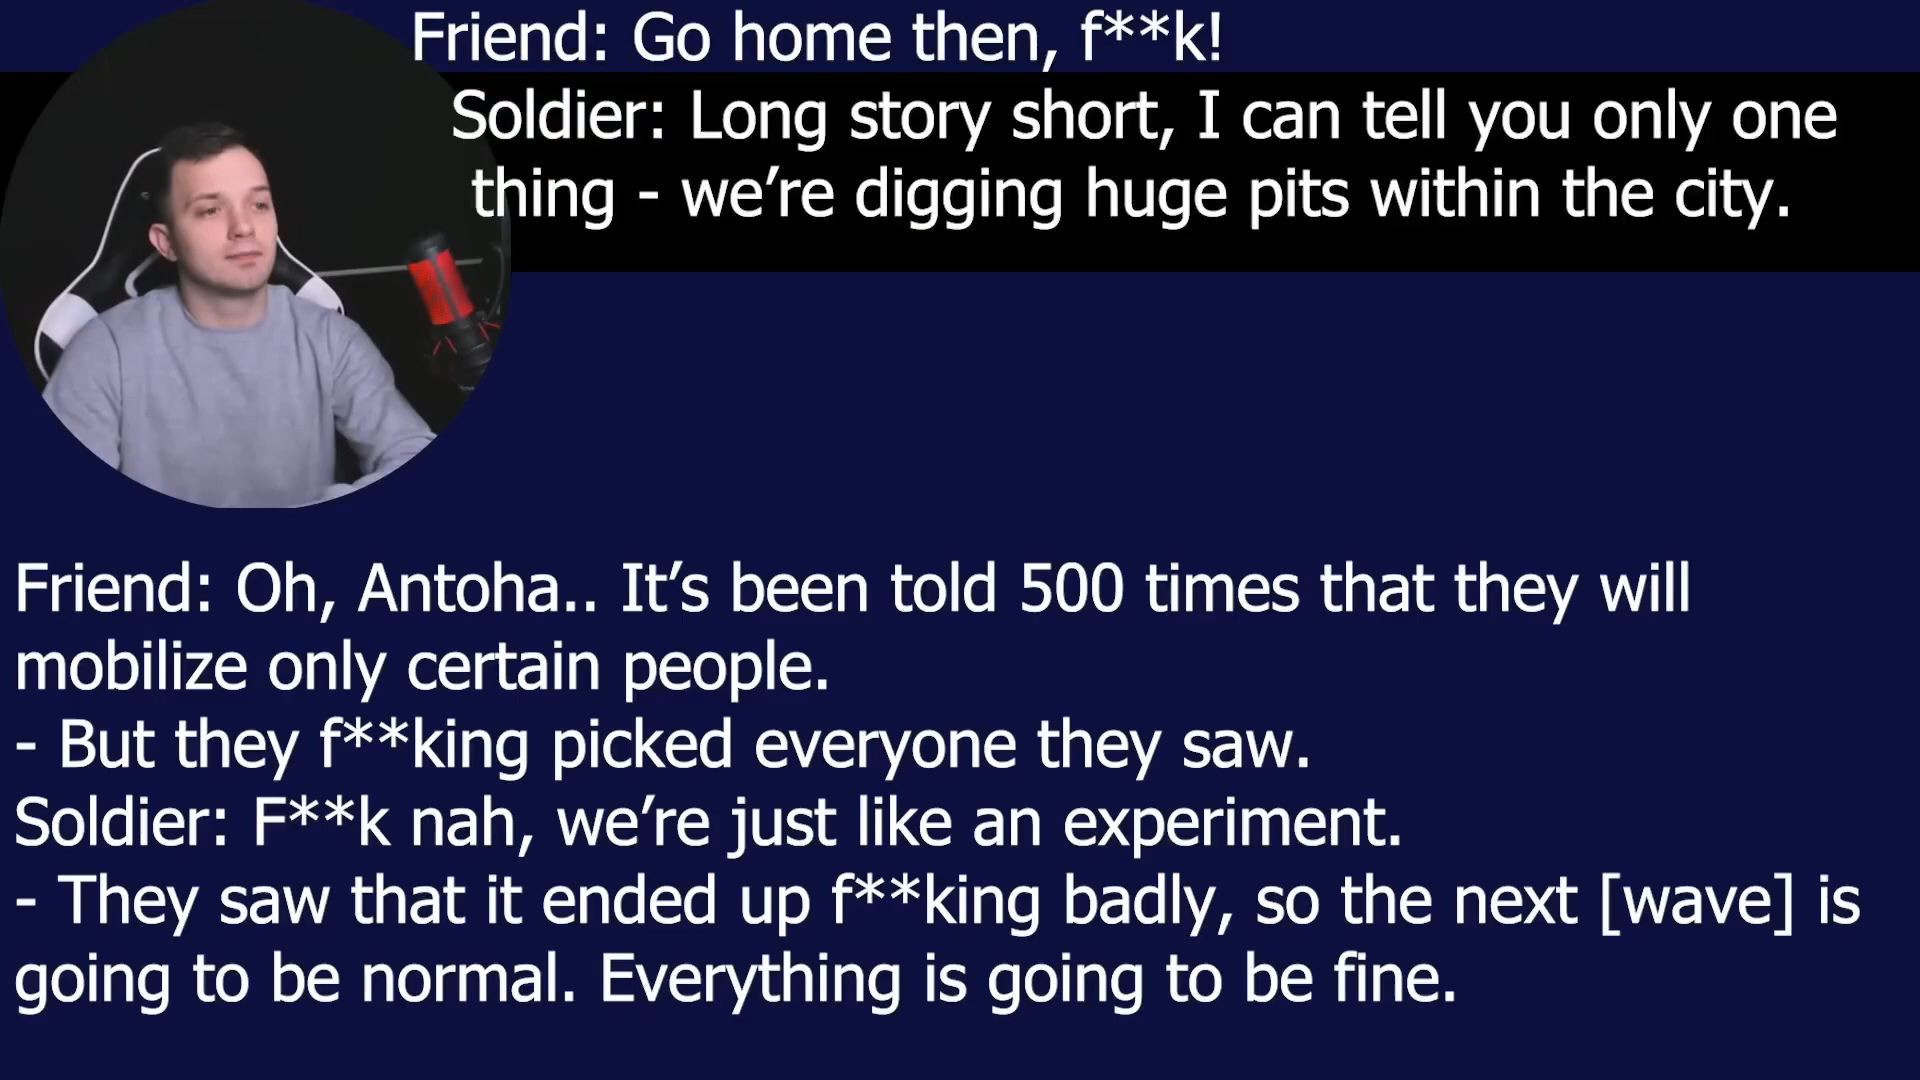 Friend: Go home then, f**k!
Soldier: Long story short, I can tell you only one
thing - we’re digging huge pits within the city.
Friend: Oh, Antoha.. It’s been told 500 times that they will
mobilize only certain people.
- But they f**king picked everyone they saw.
Soldier: F**k nah, we’re just like an experiment.
- They saw that it ended up f**king badly, so the next [wave] is
going to be normal. Everything is going to be fine.